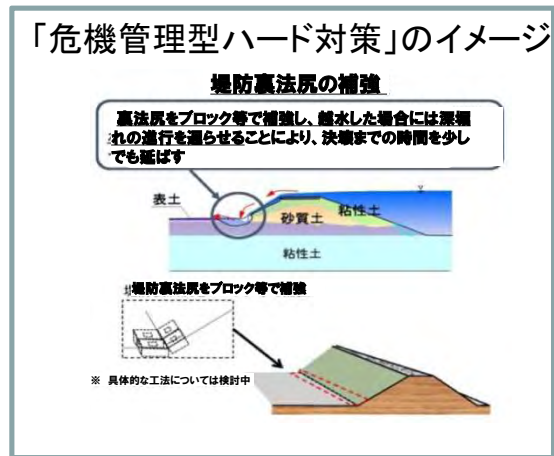 「危機管理型ハード対策」のイメージ
堤防裏法尻の補強
裏法尻をブロック等で補強し、越水した場合には深掘
れの進行を遅らせることにより、決壊までの時間を少し
でも延ばす
表土
砂質土
粘性土
粘性土
堤防裏法尻をブロック等で補強
※ 具体的な工法については検討中